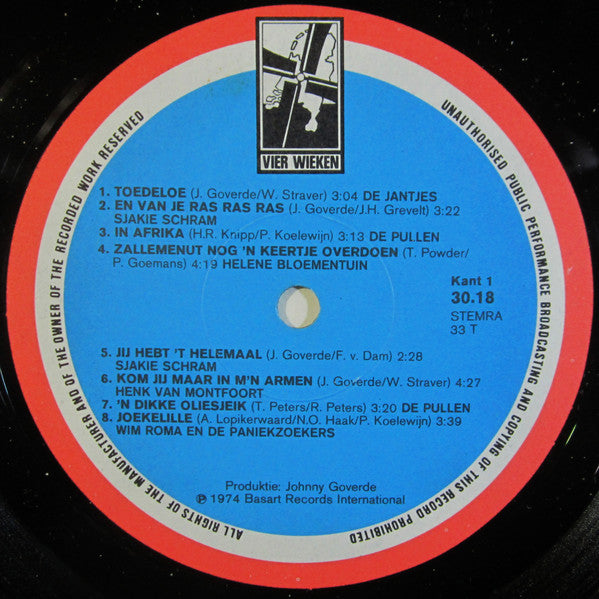 VIER WIEKEN
1. TOEDELOE (J. Goverde/W. Straver) 3:04 DE JANTJES
2. EN VAN JE RAS RAS RAS (J. Goverde/J.H. Grevelt) 3:22
SJAKIE SCHRAM
3. IN AFRIKA (H.R. Knipp/P. Koelewijn) 3:13 DE PULLEN
4. ZALLEMENUT NOG 'N KEERTJE OVERDOEN (T. Powder/
P. Goemans) 4:19 HELENE BLOEMENTUIN
Kant 1
30.18
STEMRA
33 T
5. JIJ HEBT 'T HELEMAAL (J. Goverde/F. v. Dam) 2:28
SJAKIE SCHRAM
6. KOM JIJ MAAR IN M'N ARMEN (J. Goverde/W. Straver) 4:27
HENK VAN MONTFOORT
7. 'N DIKKE OLIESJEIK (T. Peters/R. Peters) 3:20 DE PULLEN
8. JOEKELILLE (A. Lopikerwaard/N.O. Haak/P. Koelewijn) 3:39
WIM ROMA EN DE PANIEKZOEKERS
Produktie: Johnny Goverde
℗ 1974 Basart Records International
ALL RIGHTS OF THE MANUFACTURER AND OF THE OWNER OF THE RECORDED WORK RESERVED
UNAUTHORISED PUBLIC PERFORMANCE BROADCASTING AND COPYING OF THIS RECORD PROHIBITED